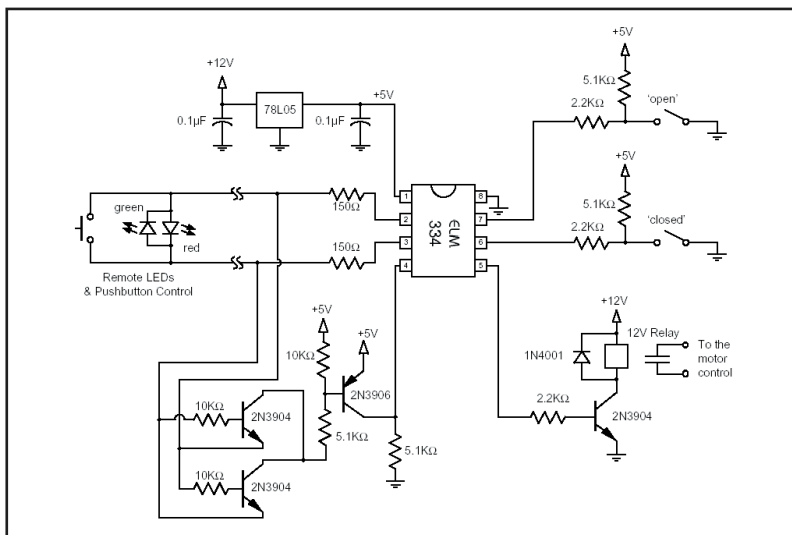 +12V
78L05
+5V
0.1µF
0.1µF
+5V
5.1KΩ
2.2KΩ
'open'
+5V
5.1KΩ
2.2KΩ
'closed'
green
red
Remote LEDs
& Pushbutton Control
150Ω
150Ω
1
2
3
4
8
7
6
5
ELM
334
+5V
+5V
10KΩ
2N3906
5.1KΩ
5.1KΩ
10KΩ
2N3904
10KΩ
2N3904
+12V
12V Relay
1N4001
To the
motor
control
2.2KΩ
2N3904